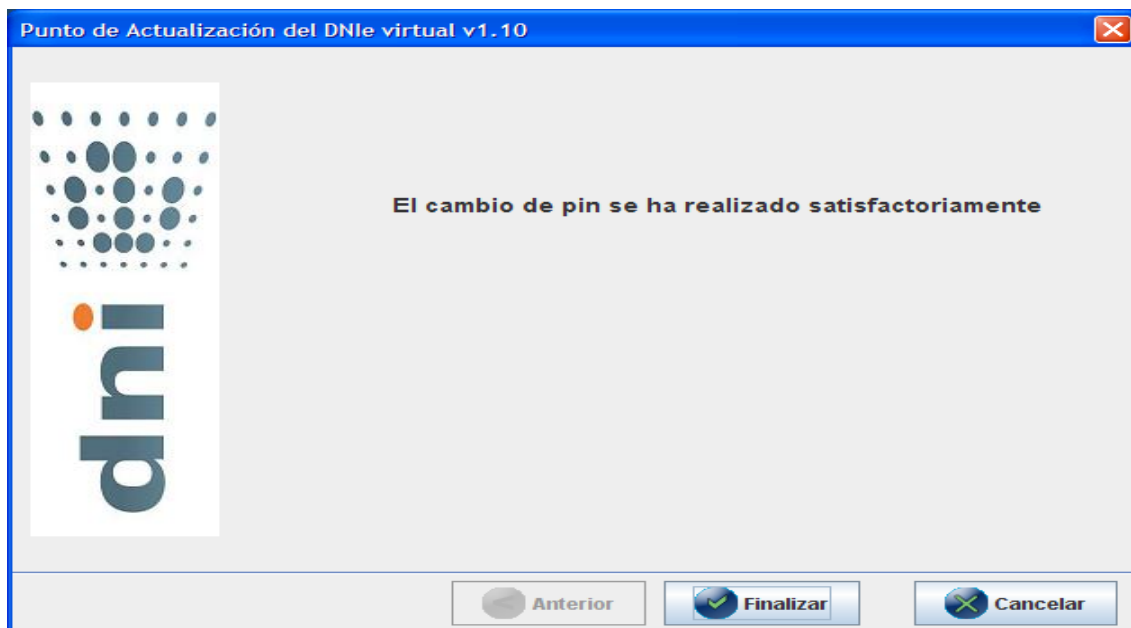 Punto de Actualización del DNIe virtual v1.10
El cambio de pin se ha realizado satisfactoriamente
dni
Anterior
Finalizar
Cancelar